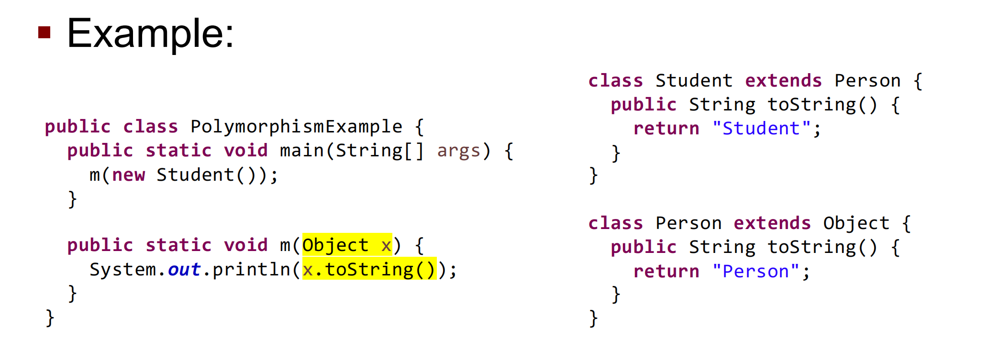 Example:
public class PolymorphismExample {
  public static void main(String[] args) {
    m(new Student());
  }

  public static void m(Object x) {
    System.out.println(x.toString());
  }
}

class Student extends Person {
  public String toString() {
    return "Student";
  }
}

class Person extends Object {
  public String toString() {
    return "Person";
  }
}